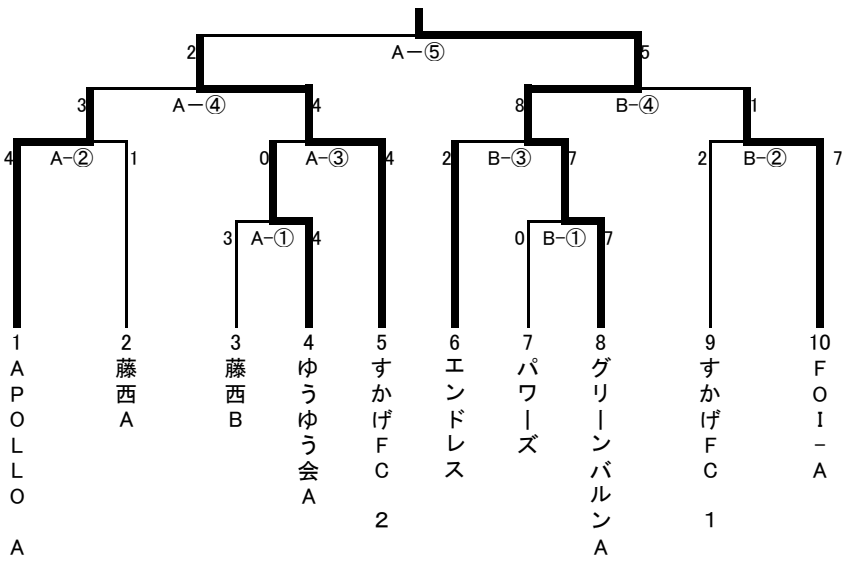 2 A－⑤ 5
3 A－④ 4 8 B-④ 1
4 A-② 1 0 A-③ 4 2 B-③ 7 2 B-② 7
3 A-① 4 0 B-① 7
1 2 3 4 5 6 7 8 9 10
APOLLO A
藤西A
藤西B
ゆうゆう会A
すかげFC 2
エンドレス
パワーズ
グリーンバルンA
すかげFC 1
FOI-A